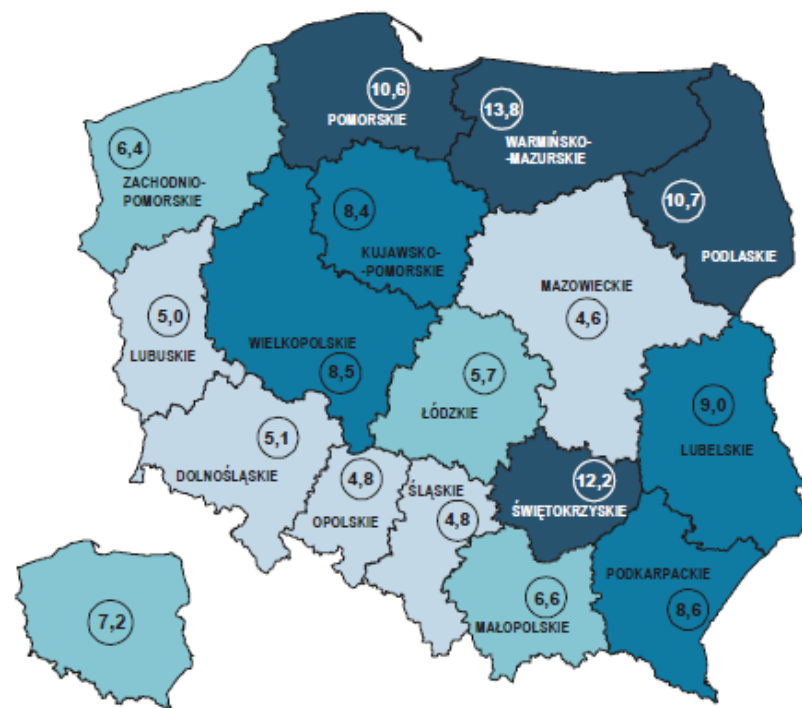 10,6
POMORSKIE
13,8
WARMIŃSKO-
-MAZURSKIE
6,4
ZACHODNIO-
POMORSKIE
8,4
KUJAWSKO-
-POMORSKIE
10,7
PODLASKIE
MAZOWIECKIE
4,6
5,0
LUBUSKIE
WIELKOPOLSKIE
8,5
5,7
ŁÓDZKIE
9,0
LUBELSKIE
5,1
DOLNOŚLĄSKIE
4,8
OPOLSKIE
ŚLĄSKIE
4,8
12,2
ŚWIĘTOKRZYSKIE
PODKARPACKIE
8,6
6,6
MAŁOPOLSKIE
7,2